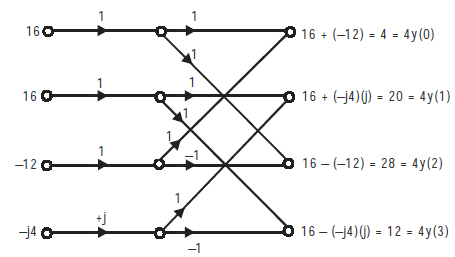 1 1
16 16 + (–12) = 4 = 4y(0)
1
1 1
16 16 + (–j4)(j) = 20 = 4y(1)
1
1
1 –1
–12 16 – (–12) = 28 = 4y(2)
1
+j
–j4 16 – (–j4)(j) = 12 = 4y(3)
–1